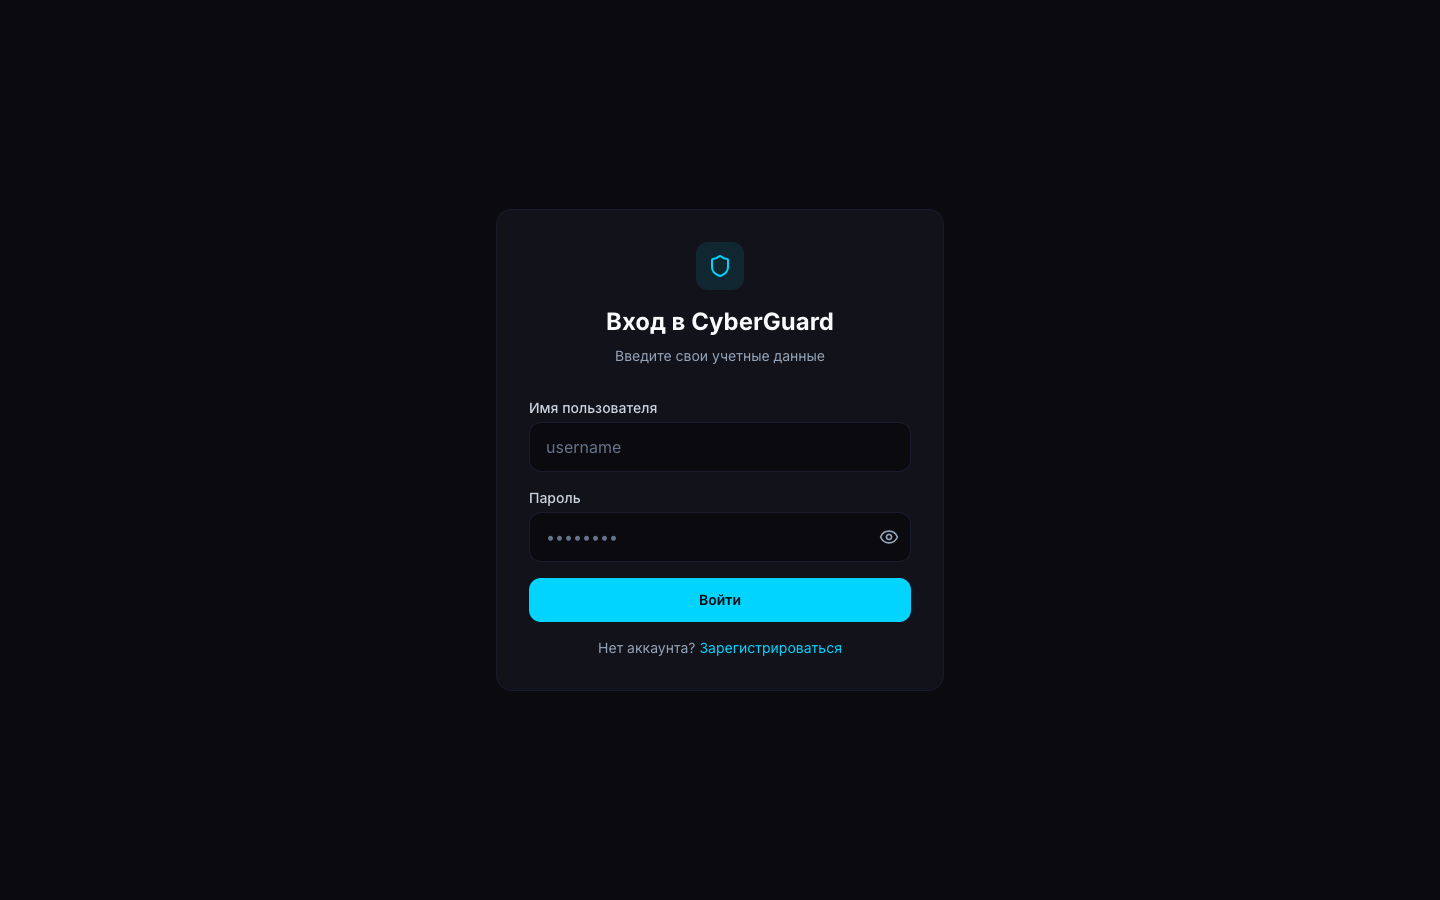 Вход в CyberGuard
Введите свои учетные данные
Имя пользователя
username
Пароль
••••••••
Войти
Нет аккаунта? Зарегистрироваться